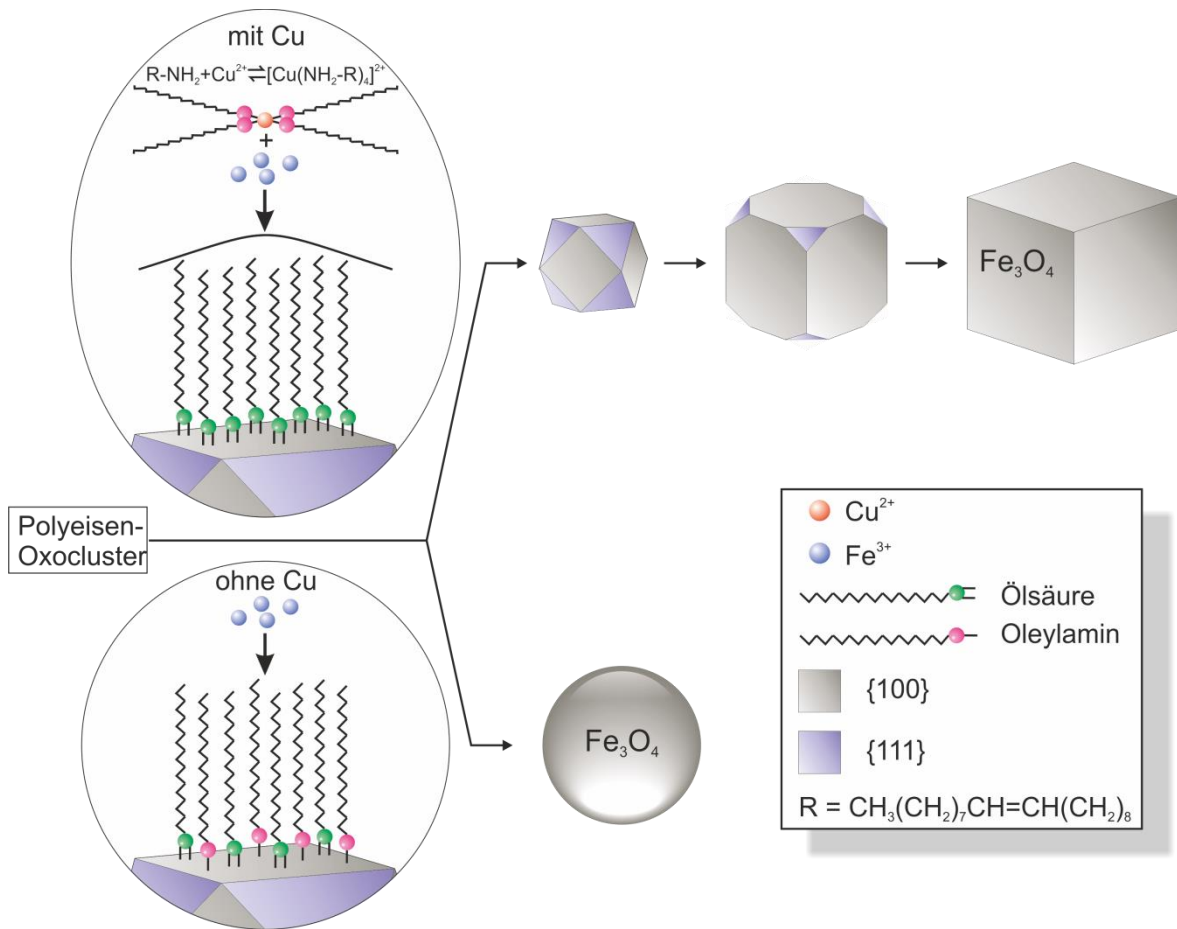 mit Cu
R-NH₂+Cu²⁺⇌[Cu(NH₂-R)₄]²⁺
+
Fe₃O₄
Polyeisen-
Oxocluster
ohne Cu
Fe₃O₄
Cu²⁺
Fe³⁺
Ölsäure
Oleylamin
{100}
{111}
R = CH₃(CH₂)₇CH=CH(CH₂)₈